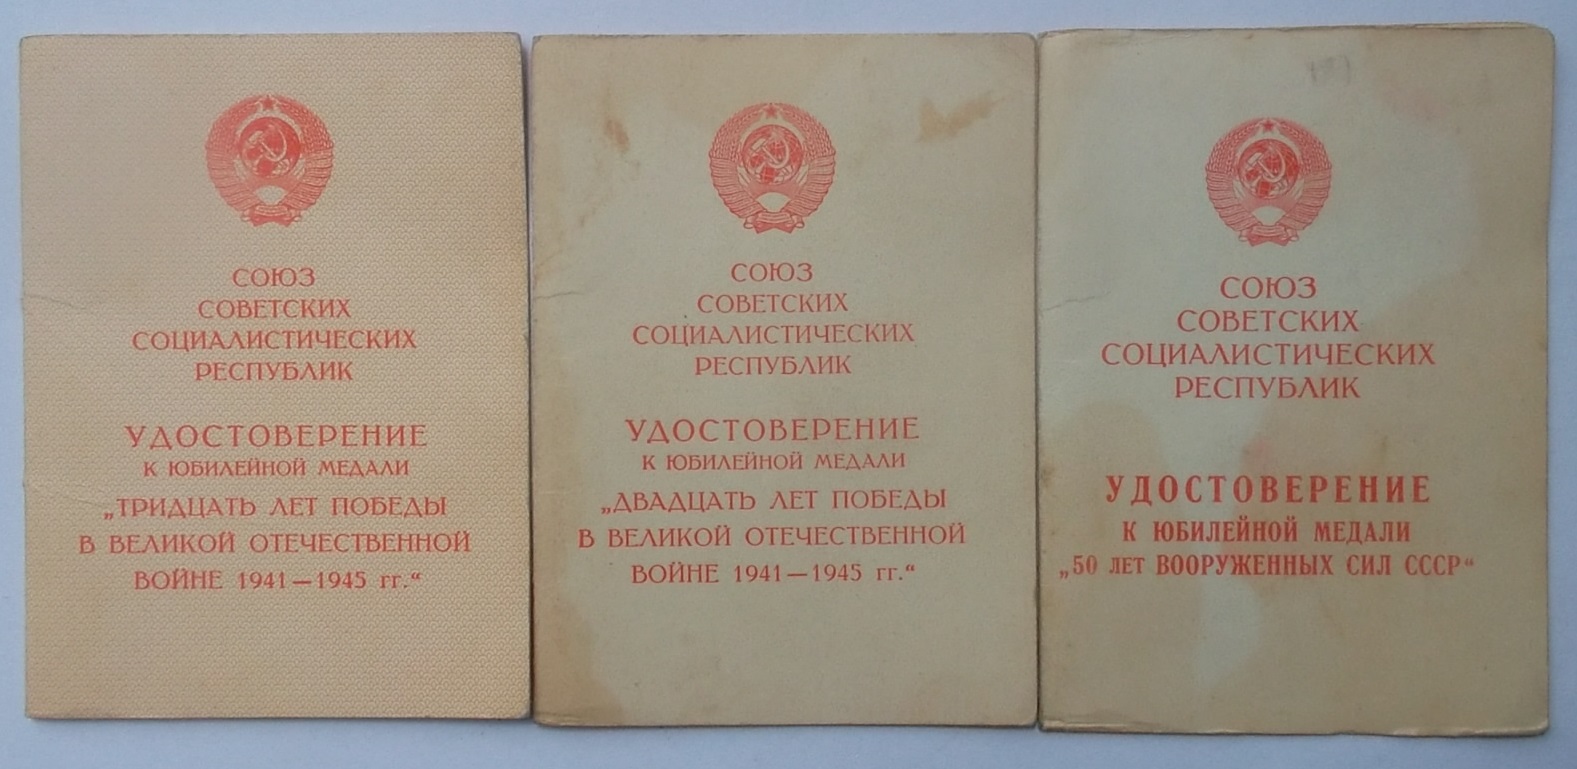 СОЮЗ
СОВЕТСКИХ
СОЦИАЛИСТИЧЕСКИХ
РЕСПУБЛИК
УДОСТОВЕРЕНИЕ
К ЮБИЛЕЙНОЙ МЕДАЛИ
„ТРИДЦАТЬ ЛЕТ ПОБЕДЫ
В ВЕЛИКОЙ ОТЕЧЕСТВЕННОЙ
ВОЙНЕ 1941—1945 гг.“
СОЮЗ
СОВЕТСКИХ
СОЦИАЛИСТИЧЕСКИХ
РЕСПУБЛИК
УДОСТОВЕРЕНИЕ
К ЮБИЛЕЙНОЙ МЕДАЛИ
„ДВАДЦАТЬ ЛЕТ ПОБЕДЫ
В ВЕЛИКОЙ ОТЕЧЕСТВЕННОЙ
ВОЙНЕ 1941—1945 гг.“
СОЮЗ
СОВЕТСКИХ
СОЦИАЛИСТИЧЕСКИХ
РЕСПУБЛИК
УДОСТОВЕРЕНИЕ
К ЮБИЛЕЙНОЙ МЕДАЛИ
„50 ЛЕТ ВООРУЖЕННЫХ СИЛ СССР“